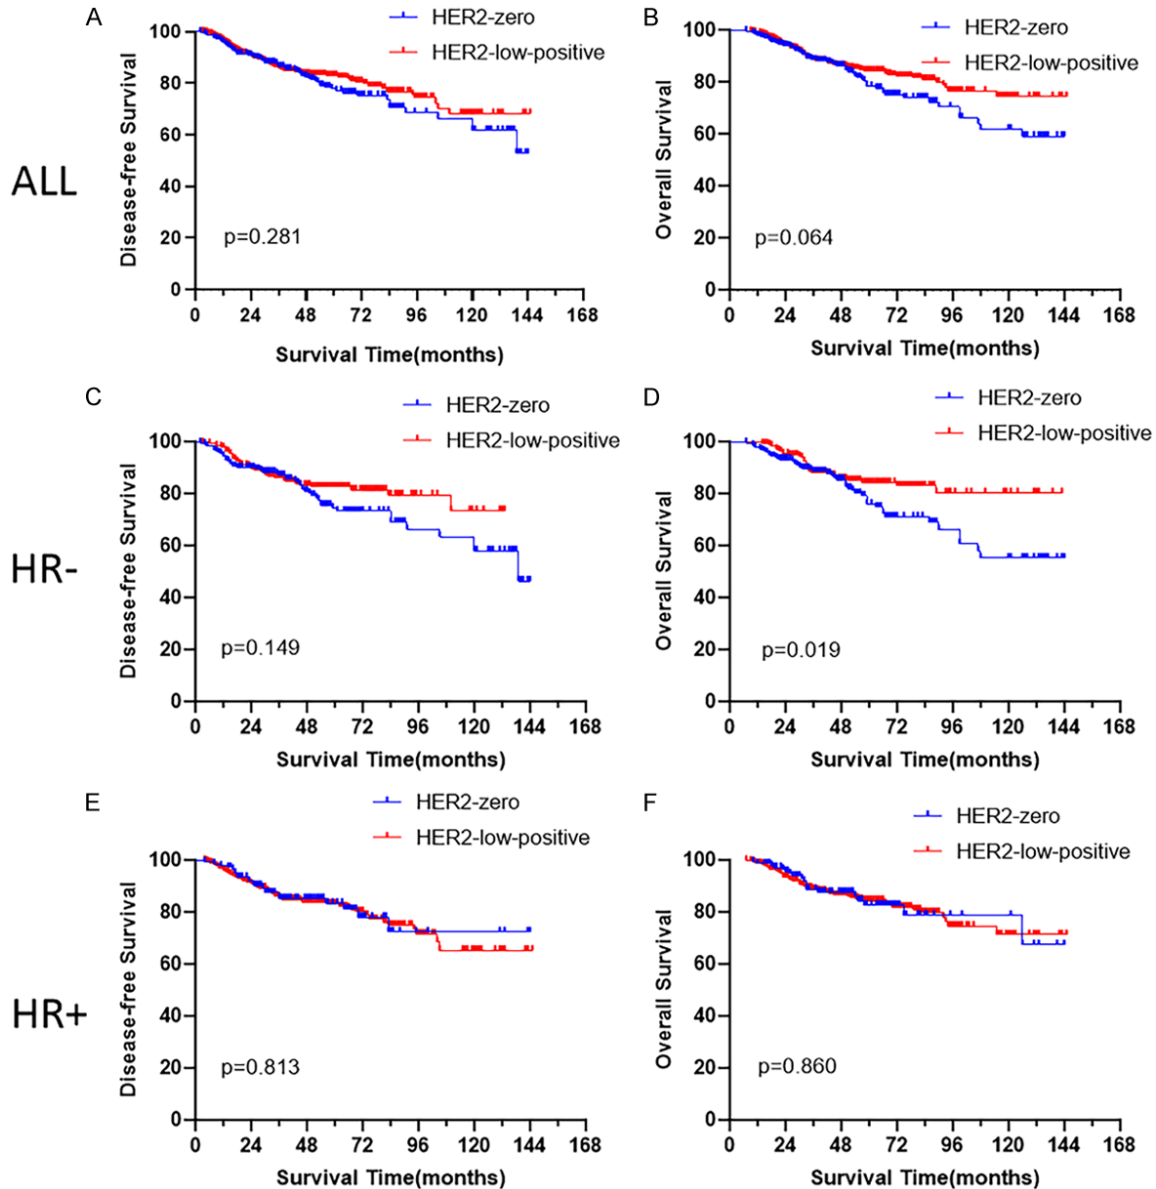 A
HER2-zero
HER2-low-positive
100
80
60
40
20
0
Disease-free Survival
p=0.281
0 24 48 72 96 120 144 168
Survival Time(months)
B
HER2-zero
HER2-low-positive
100
80
60
40
20
0
Overall Survival
p=0.064
0 24 48 72 96 120 144 168
Survival Time(months)
ALL
C
HER2-zero
HER2-low-positive
100
80
60
40
20
0
Disease-free Survival
p=0.149
0 24 48 72 96 120 144 168
Survival Time(months)
D
HER2-zero
HER2-low-positive
100
80
60
40
20
0
Overall Survival
p=0.019
0 24 48 72 96 120 144 168
Survival Time(months)
HR-
E
HER2-zero
HER2-low-positive
100
80
60
40
20
0
Disease-free Survival
p=0.813
0 24 48 72 96 120 144 168
Survival Time(months)
F
HER2-zero
HER2-low-positive
100
80
60
40
20
0
Overall Survival
p=0.860
0 24 48 72 96 120 144 168
Survival Time(months)
HR+